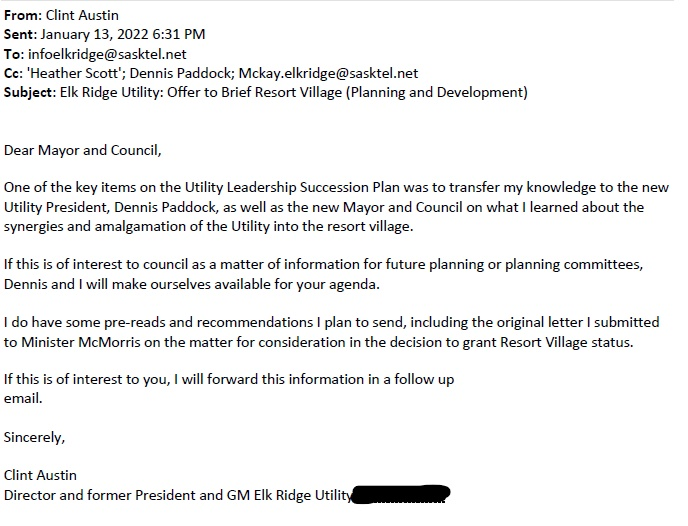 From: Clint Austin
Sent: January 13, 2022 6:31 PM
To: infoelkridge@sasktel.net
Cc: 'Heather Scott'; Dennis Paddock; Mckay.elkridge@sasktel.net
Subject: Elk Ridge Utility: Offer to Brief Resort Village (Planning and Development)
Dear Mayor and Council,
One of the key items on the Utility Leadership Succession Plan was to transfer my knowledge to the new
Utility President, Dennis Paddock, as well as the new Mayor and Council on what I learned about the
synergies and amalgamation of the Utility into the resort village.
If this is of interest to council as a matter of information for future planning or planning committees,
Dennis and I will make ourselves available for your agenda.
I do have some pre-reads and recommendations I plan to send, including the original letter I submitted
to Minister McMorris on the matter for consideration in the decision to grant Resort Village status.
If this is of interest to you, I will forward this information in a follow up
email.
Sincerely,
Clint Austin
Director and former President and GM Elk Ridge Utility